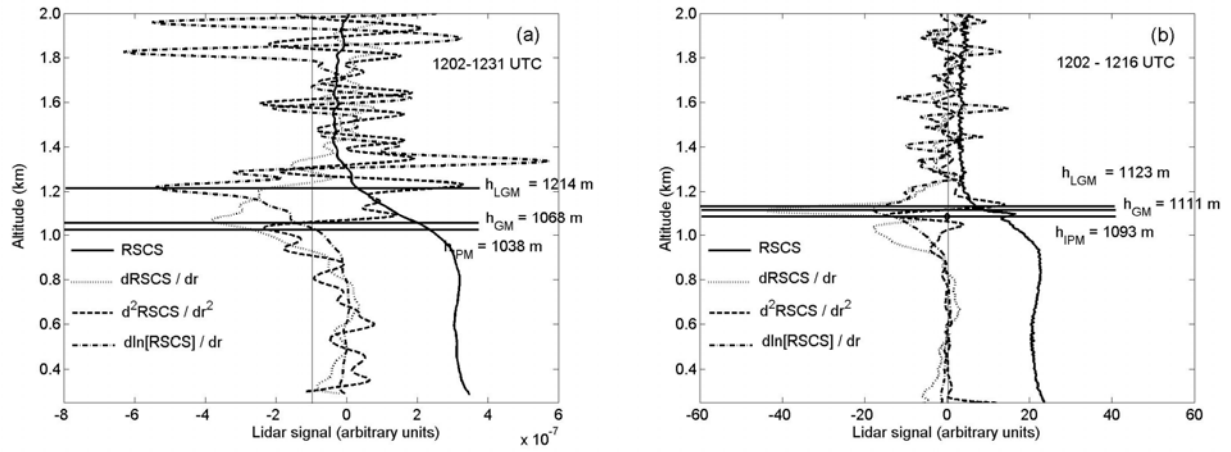 2.0
1.8
1.6
1.4
1.2
1.0
0.8
0.6
0.4
Altitude (km)
(a)
1202-1231 UTC
h_LGM = 1214 m
h_GM = 1068 m
h_PM = 1038 m
RSCS
dRSCS / dr
d²RSCS / dr²
dln[RSCS] / dr
-8 -6 -4 -2 0 2 4 6
Lidar signal (arbitrary units)
x 10⁻⁷
2.0
1.8
1.6
1.4
1.2
1.0
0.8
0.6
0.4
Altitude (km)
(b)
1202 - 1216 UTC
h_LGM = 1123 m
h_GM = 1111 m
h_IPM = 1093 m
RSCS
dRSCS / dr
d²RSCS / dr²
dln[RSCS] / dr
-60 -40 -20 0 20 40 60
Lidar signal (arbitrary units)